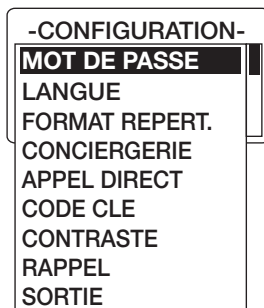 -CONFIGURATION-
MOT DE PASSE
LANGUE
FORMAT REPERT.
CONCIERGERIE
APPEL DIRECT
CODE CLE
CONTRASTE
RAPPEL
SORTIE